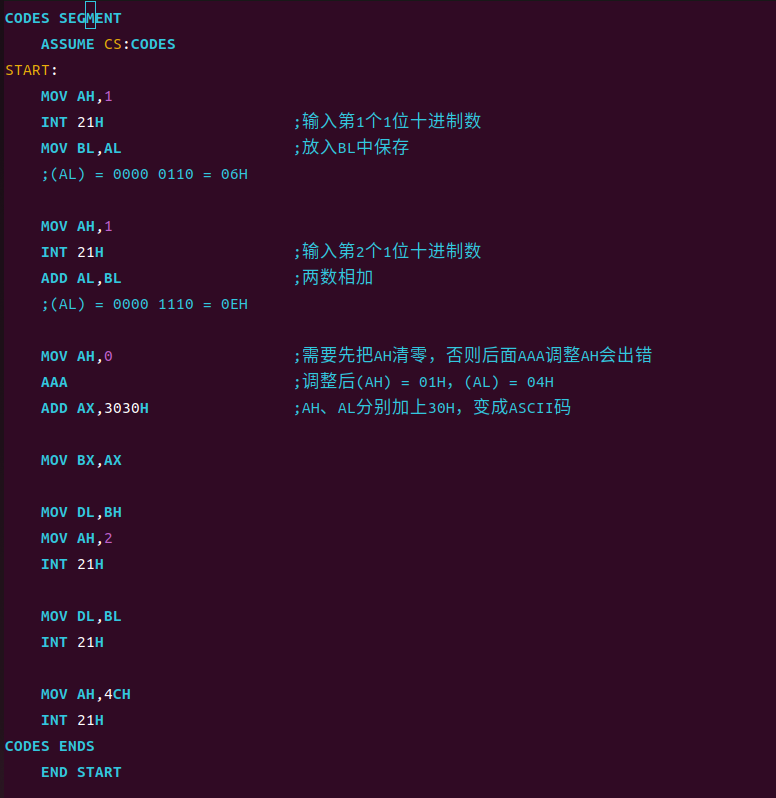 CODES SEGMENT
    ASSUME CS:CODES
START:
    MOV AH,1
    INT 21H                     ;输入第1个1位十进制数
    MOV BL,AL                   ;放入BL中保存
    ;(AL) = 0000 0110 = 06H
    MOV AH,1
    INT 21H                     ;输入第2个1位十进制数
    ADD AL,BL                   ;两数相加
    ;(AL) = 0000 1110 = 0EH
    MOV AH,0                    ;需要先把AH清零，否则后面AAA调整AH会出错
    AAA                         ;调整后(AH) = 01H，(AL) = 04H
    ADD AX,3030H                ;AH、AL分别加上30H，变成ASCII码
    MOV BX,AX
    MOV DL,BH
    MOV AH,2
    INT 21H
    MOV DL,BL
    INT 21H
    MOV AH,4CH
    INT 21H
CODES ENDS
    END START